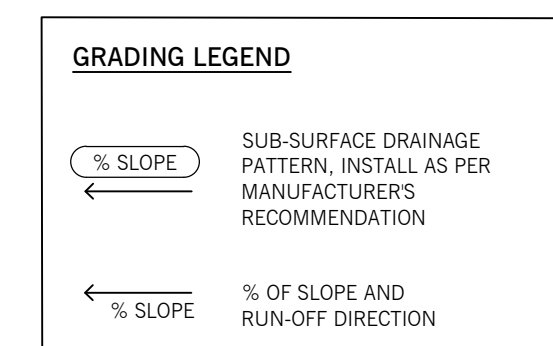 GRADING LEGEND
% SLOPE
SUB-SURFACE DRAINAGE
PATTERN, INSTALL AS PER
MANUFACTURER'S
RECOMMENDATION
% SLOPE
% OF SLOPE AND
RUN-OFF DIRECTION